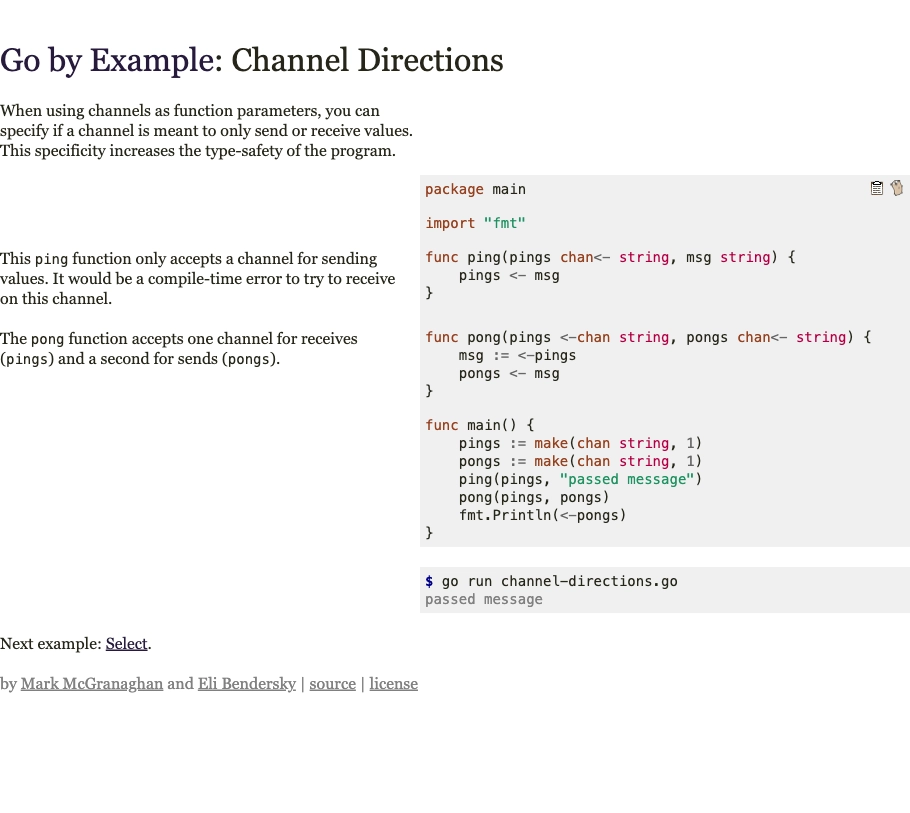 Go by Example: Channel Directions
When using channels as function parameters, you can
specify if a channel is meant to only send or receive values.
This specificity increases the type-safety of the program.
package main
import "fmt"
This ping function only accepts a channel for sending
values. It would be a compile-time error to try to receive
on this channel.
func ping(pings chan<- string, msg string) {
    pings <- msg
}
The pong function accepts one channel for receives
(pings) and a second for sends (pongs).
func pong(pings <-chan string, pongs chan<- string) {
    msg := <-pings
    pongs <- msg
}
func main() {
    pings := make(chan string, 1)
    pongs := make(chan string, 1)
    ping(pings, "passed message")
    pong(pings, pongs)
    fmt.Println(<-pongs)
}
$ go run channel-directions.go
passed message
Next example: Select.
by Mark McGranaghan and Eli Bendersky | source | license